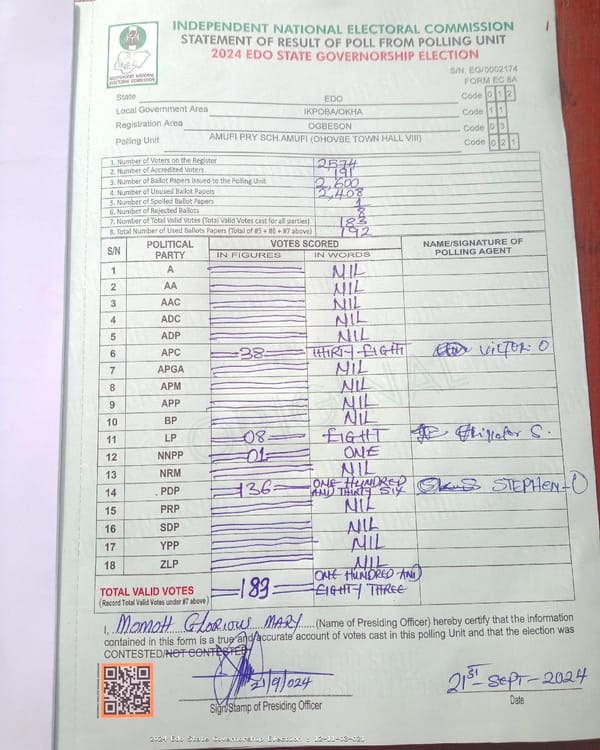 INDEPENDENT NATIONAL ELECTORAL COMMISSION
STATEMENT OF RESULT OF POLL FROM POLLING UNIT
2024 EDO STATE GOVERNORSHIP ELECTION
INEC
INDEPENDENT NATIONAL ELECTORAL COMMISSION
S/N. EG/0002174
FORM EC 8A
State EDO Code 0 1 2
Local Government Area IKPOBA/OKHA Code 1 1
Registration Area OGBESON Code 0 3
Polling Unit AMUFI PRY SCH.AMUFI (OHOVBE TOWN HALL VIII) Code 0 2 1
1. Number of Voters on the Register 2574
2. Number of Accredited Voters 191
3. Number of Ballot Papers issued to the Polling Unit 2,600
4. Number of Unused Ballot Papers 2,408
5. Number of Spoiled Ballot Papers 1
6. Number of Rejected Ballots 8
7. Number of Total Valid Votes (Total Valid Votes cast for all parties) 183
8. Total Number of Used Ballots Papers (Total of #5 + #6 + #7 above) 192
S/N POLITICAL PARTY VOTES SCORED NAME/SIGNATURE OF POLLING AGENT
IN FIGURES IN WORDS
1 A NIL
2 AA NIL
3 AAC NIL
4 ADC NIL
5 ADP NIL
6 APC 38 THIRTY-EIGHT VICTOR O
7 APGA NIL
8 APM NIL
9 APP NIL
10 BP NIL
11 LP 08 EIGHT S.
12 NNPP 01 ONE
13 NRM NIL
14 PDP 136 ONE HUNDRED AND THIRTY SIX STEPHEN-O
15 PRP NIL
16 SDP NIL
17 YPP NIL
18 ZLP NIL
TOTAL VALID VOTES 183 ONE HUNDRED AND EIGHTY THREE
(Record Total Valid Votes under #7 above)
ORIGINAL
I, MOMOH GLORIOUS MARY (Name of Presiding Officer) hereby certify that the information
contained in this form is a true and accurate account of votes cast in this polling Unit and that the election was
CONTESTED/NOT CONTESTED
21/9/024
Sign/Stamp of Presiding Officer
21ST-SEPT-2024
Date
2024 Edo State Governorship Election : 12-11-03-021